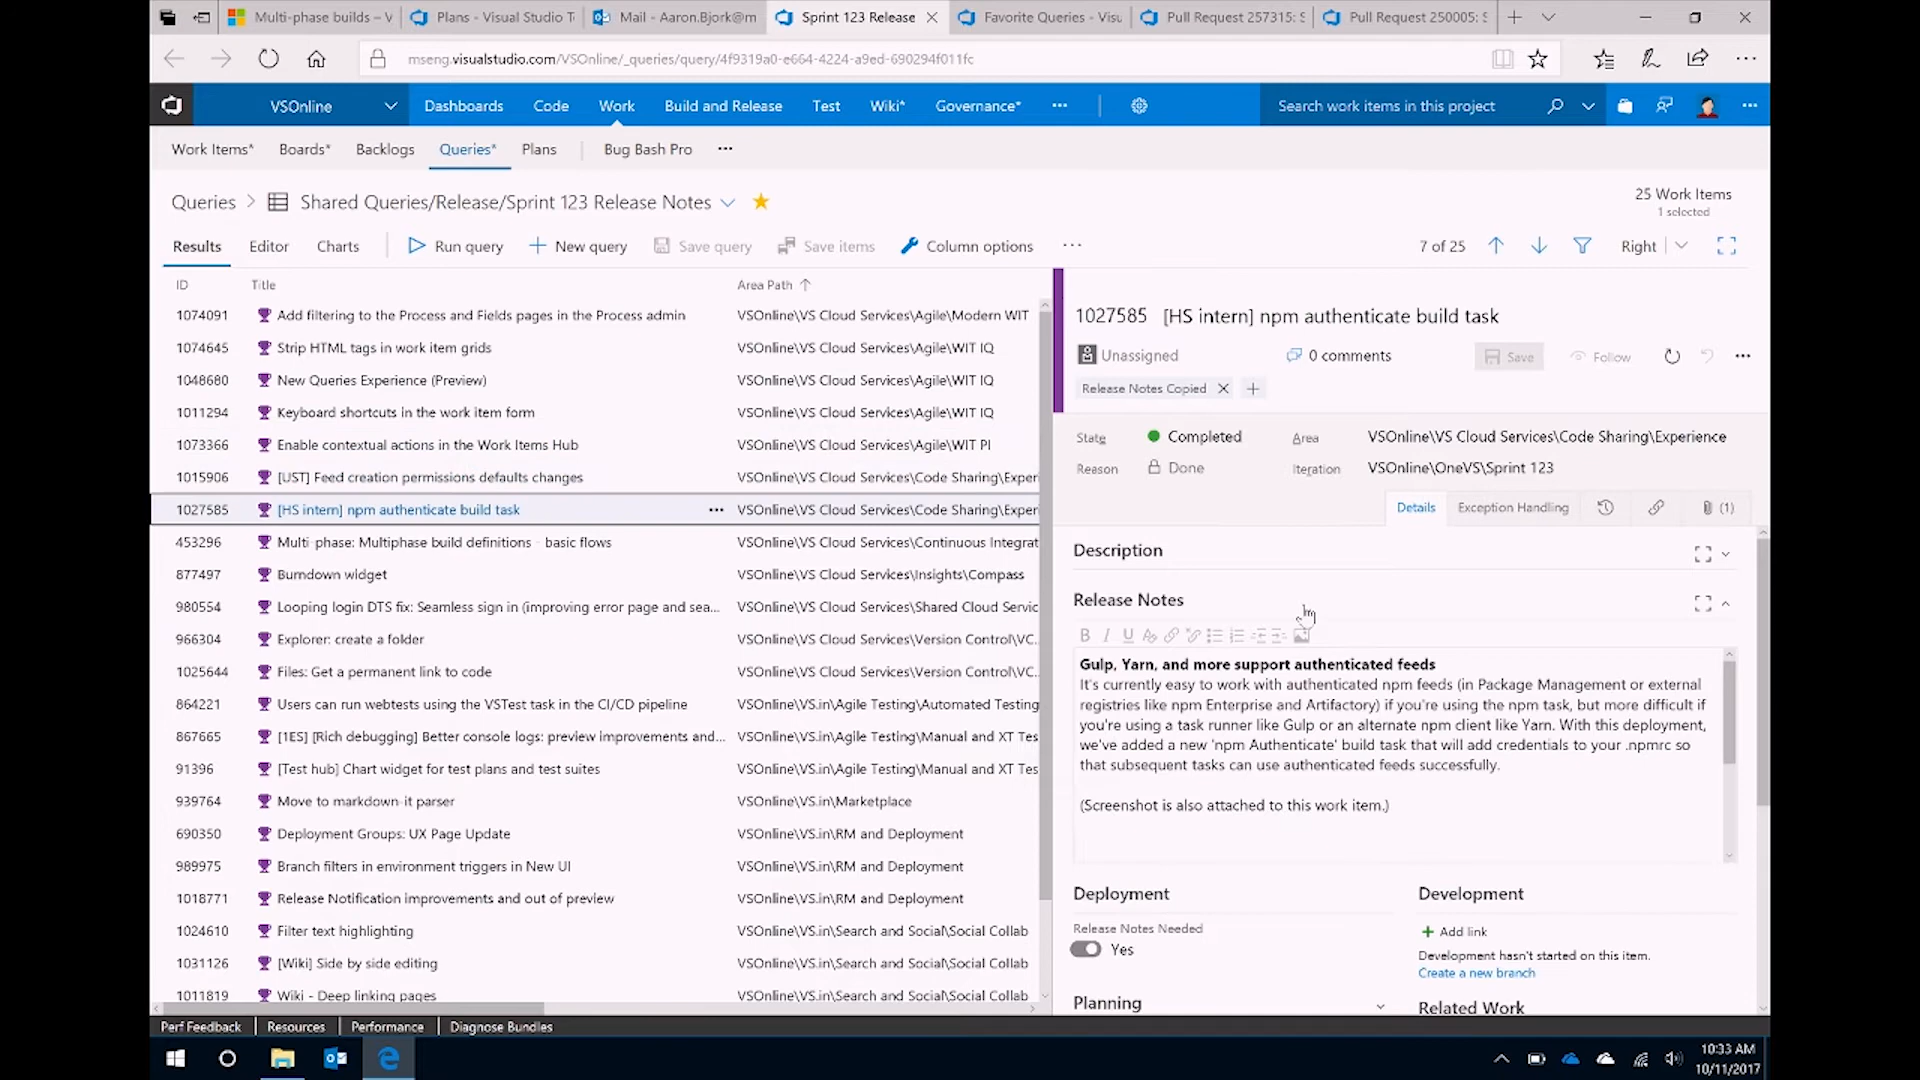 Multi-phase builds – V
Plans - Visual Studio T
Mail - Aaron.Bjork@m
Sprint 123 Release
Favorite Queries - Visu
Pull Request 257315: S
Pull Request 250005: S
mseng.visualstudio.com/VSOnline/_queries/query/4f9319a0-e664-4224-a9ed-690294f011fc
VSOnline Dashboards Code Work Build and Release Test Wiki* Governance* ··· Search work items in this project ···
Work Items* Boards* Backlogs Queries* Plans Bug Bash Pro ···
Queries > Shared Queries/Release/Sprint 123 Release Notes
25 Work Items
1 selected
Results Editor Charts Run query New query Save query Save items Column options ··· 7 of 25 Right
ID Title Area Path
1074091 Add filtering to the Process and Fields pages in the Process admin VSOnline\VS Cloud Services\Agile\Modern WIT
1074645 Strip HTML tags in work item grids VSOnline\VS Cloud Services\Agile\WIT IQ
1048680 New Queries Experience (Preview) VSOnline\VS Cloud Services\Agile\WIT IQ
1011294 Keyboard shortcuts in the work item form VSOnline\VS Cloud Services\Agile\WIT IQ
1073366 Enable contextual actions in the Work Items Hub VSOnline\VS Cloud Services\Agile\WIT PI
1015906 [UST] Feed creation permissions defaults changes VSOnline\VS Cloud Services\Code Sharing\Exper
1027585 [HS intern] npm authenticate build task ··· VSOnline\VS Cloud Services\Code Sharing\Exper
453296 Multi-phase: Multiphase build definitions - basic flows VSOnline\VS Cloud Services\Continuous Integrat
877497 Burndown widget VSOnline\VS Cloud Services\Insights\Compass
980554 Looping login DTS fix: Seamless sign in (improving error page and sea... VSOnline\VS Cloud Services\Shared Cloud Servic
966304 Explorer: create a folder VSOnline\VS Cloud Services\Version Control\VC...
1025644 Files: Get a permanent link to code VSOnline\VS Cloud Services\Version Control\VC...
864221 Users can run webtests using the VSTest task in the CI/CD pipeline VSOnline\VS.in\Agile Testing\Automated Testing
867665 [1ES] [Rich debugging] Better console logs: preview improvements and... VSOnline\VS.in\Agile Testing\Manual and XT Tes
91396 [Test hub] Chart widget for test plans and test suites VSOnline\VS.in\Agile Testing\Manual and XT Tes
939764 Move to markdown-it parser VSOnline\VS.in\Marketplace
690350 Deployment Groups: UX Page Update VSOnline\VS.in\RM and Deployment
989975 Branch filters in environment triggers in New UI VSOnline\VS.in\RM and Deployment
1018771 Release Notification improvements and out of preview VSOnline\VS.in\RM and Deployment
1024610 Filter text highlighting VSOnline\VS.in\Search and Social\Social Collab
1031126 [Wiki] Side by side editing VSOnline\VS.in\Search and Social\Social Collab
1011819 Wiki - Deep linking pages VSOnline\VS.in\Search and Social\Social Collab
1027585 [HS intern] npm authenticate build task
Unassigned 0 comments Save Follow ···
Release Notes Copied
State Completed Area VSOnline\VS Cloud Services\Code Sharing\Experience
Reason Done Iteration VSOnline\OneVS\Sprint 123
Details Exception Handling (1)
Description
Release Notes
B I U
Gulp, Yarn, and more support authenticated feeds
It's currently easy to work with authenticated npm feeds (in Package Management or external
registries like npm Enterprise and Artifactory) if you're using the npm task, but more difficult if
you're using a task runner like Gulp or an alternate npm client like Yarn. With this deployment,
we've added a new 'npm Authenticate' build task that will add credentials to your .npmrc so
that subsequent tasks can use authenticated feeds successfully.
(Screenshot is also attached to this work item.)
Deployment Development
Release Notes Needed
Yes
Add link
Development hasn't started on this item.
Create a new branch
Planning Related Work
Perf Feedback Resources Performance Diagnose Bundles
10:33 AM
10/11/2017